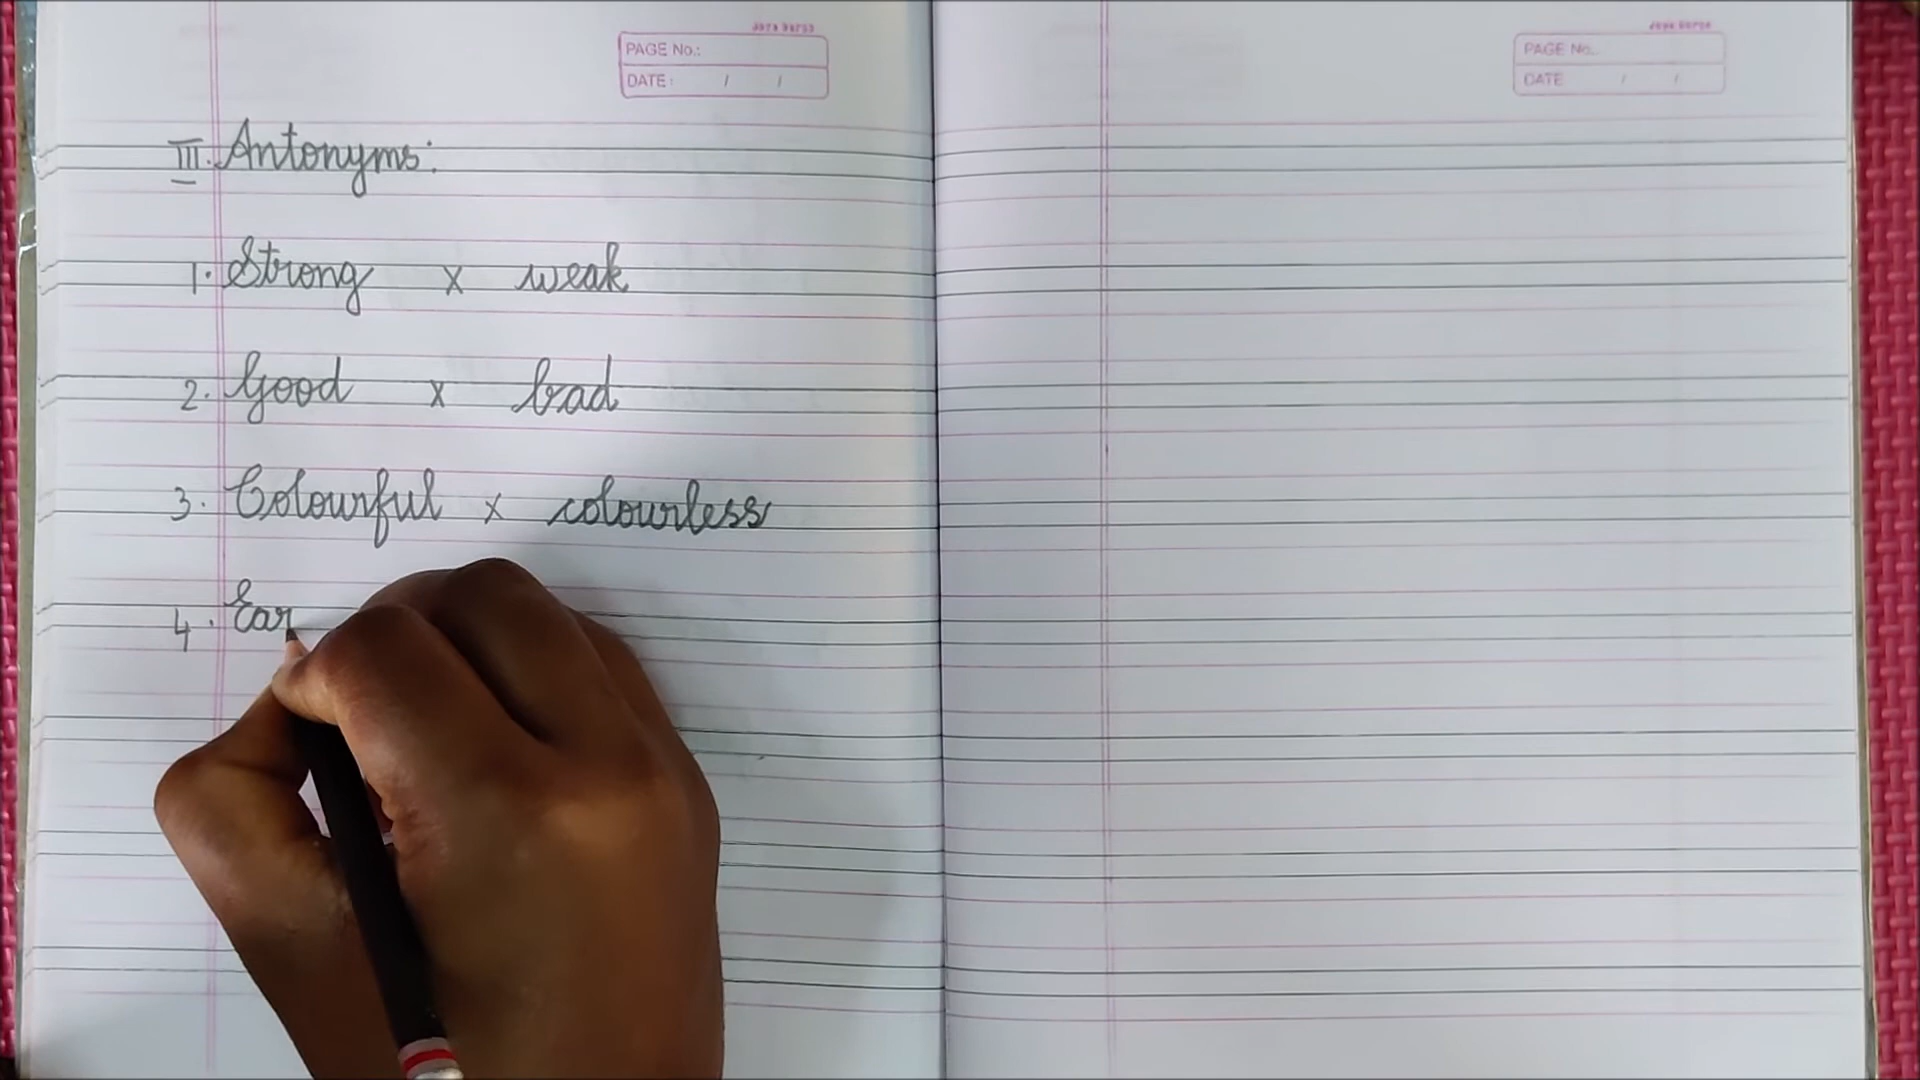 PAGE No.:
DATE: / /
PAGE No.
DATE / /
III. Antonyms:
1. Strong x weak
2. Good x bad
3. Colourful x colourless
4. Ear